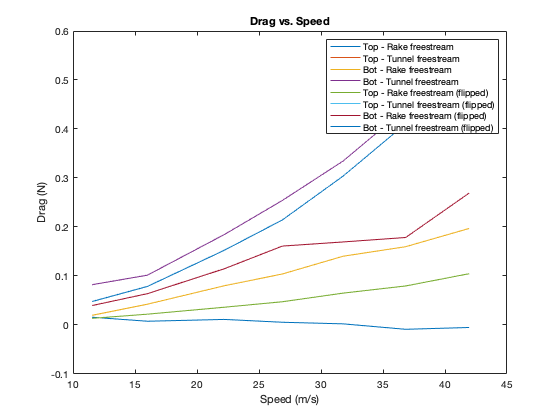 Drag vs. Speed
0.6
0.5
0.4
0.3
0.2
0.1
0
-0.1
Drag (N)
Top - Rake freestream
Top - Tunnel freestream
Bot - Rake freestream
Bot - Tunnel freestream
Top - Rake freestream (flipped)
Top - Tunnel freestream (flipped)
Bot - Rake freestream (flipped)
Bot - Tunnel freestream (flipped)
10 15 20 25 30 35 40 45
Speed (m/s)